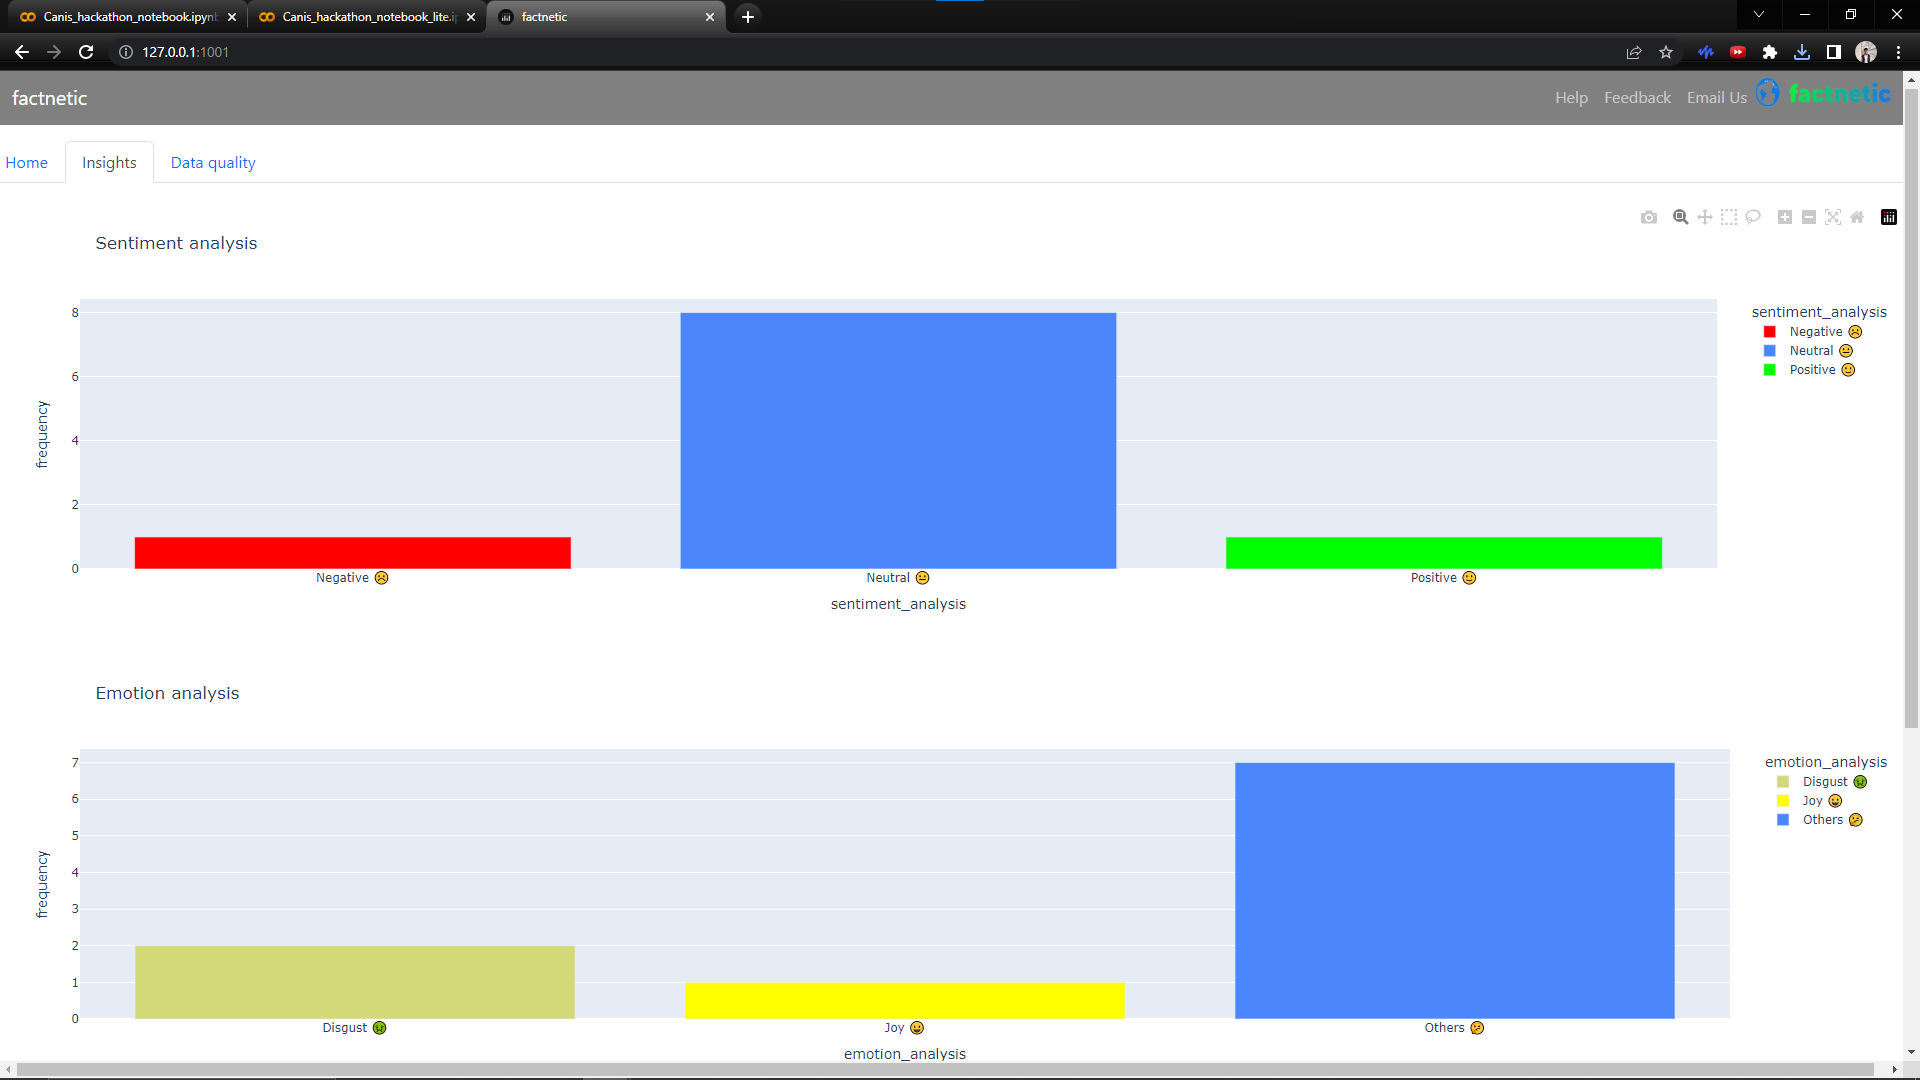 Canis_hackathon_notebook.ipynb
Canis_hackathon_notebook_lite.i
factnetic
127.0.0.1:1001
factnetic
Help Feedback Email Us factnetic
Home Insights Data quality
Sentiment analysis
8
6
4
2
0
frequency
Negative ☹️
Neutral 😐
Positive 🙂
sentiment_analysis
sentiment_analysis
Negative ☹️
Neutral 😐
Positive 🙂
Emotion analysis
7
6
5
4
3
2
1
0
frequency
Disgust 🤢
Joy 😀
Others 🤔
emotion_analysis
emotion_analysis
Disgust 🤢
Joy 😀
Others 🤔